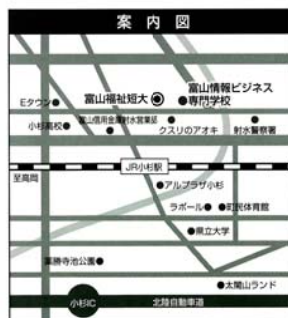 案内図
富山情報ビジネス
専門学校
富山福祉短大
Eタウン
小杉高校
富山信用金庫射水営業部
クスリのアオキ
射水警察署
JR小杉駅
至高岡
アルプラザ小杉
ラポール
町民体育館
県立大学
薬勝寺池公園
太閤山ランド
小杉IC
北陸自動車道